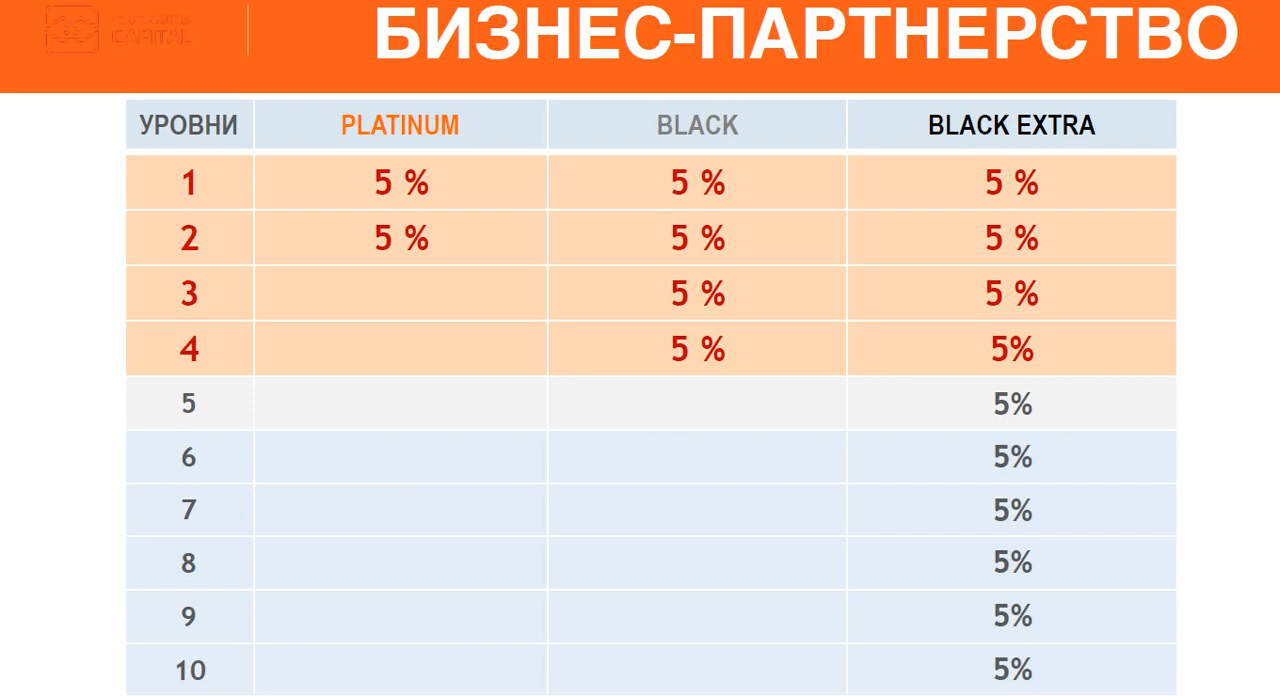 CAPITAL
БИЗНЕС-ПАРТНЕРСТВО
УРОВНИ PLATINUM BLACK BLACK EXTRA
1 5 % 5 % 5 %
2 5 % 5 % 5 %
3 5 % 5 %
4 5 % 5%
5 5%
6 5%
7 5%
8 5%
9 5%
10 5%